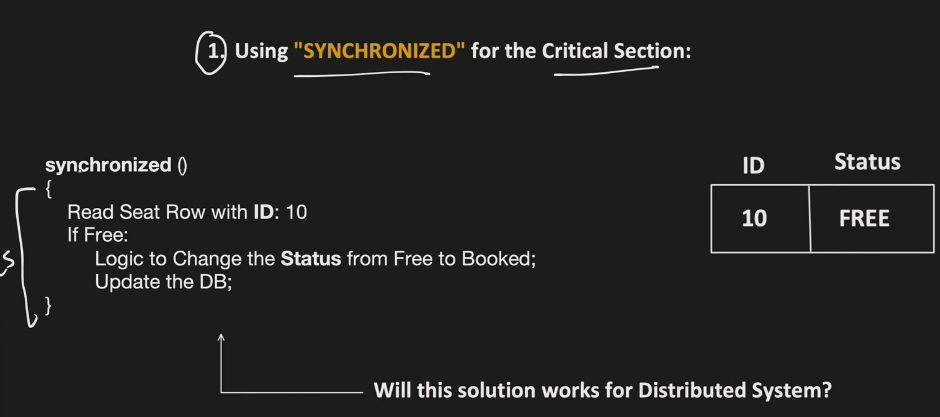 1. Using "SYNCHRONIZED" for the Critical Section:
synchronized ()
{
Read Seat Row with ID: 10
If Free:
Logic to Change the Status from Free to Booked;
Update the DB;
}
ID Status
10 FREE
Will this solution works for Distributed System?